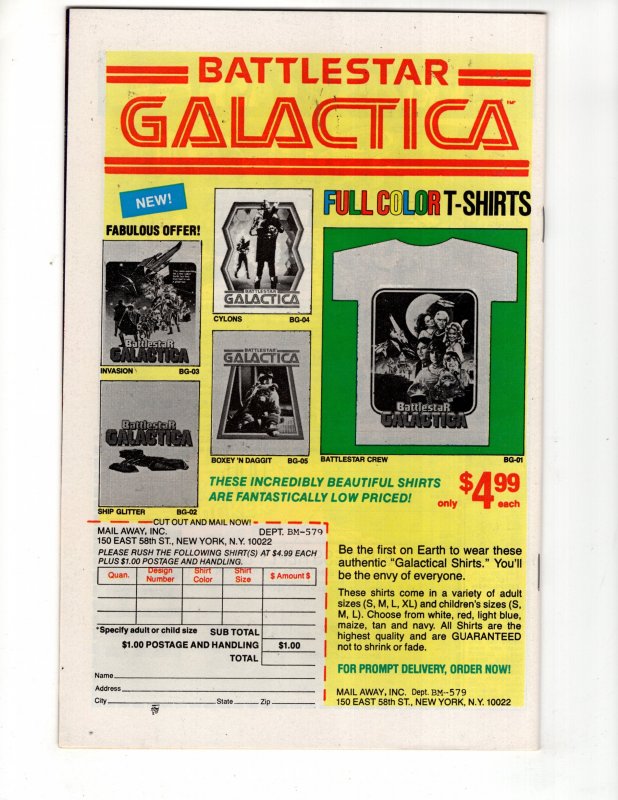 BATTLESTAR
GALACTICA™
NEW!
FABULOUS OFFER!
FULL COLOR T-SHIRTS
BATTLESTAR
GALACTICA
CYLONS BG-04
BattlestaR
GALACTICA
INVASION BG-03
BATTLESTAR
GALACTICA
BOXEY 'N DAGGIT BG-05
BattlestaR
GALACTICA
SHIP GLITTER BG-02
BattlestaR
GALACTICA
BATTLESTAR CREW BG-01
THESE INCREDIBLY BEAUTIFUL SHIRTS
ARE FANTASTICALLY LOW PRICED!
only $4.99 each
CUT OUT AND MAIL NOW!
MAIL AWAY, INC. DEPT. BM-579
150 EAST 58th ST., NEW YORK, N.Y. 10022
PLEASE RUSH THE FOLLOWING SHIRT(S) AT $4.99 EACH
PLUS $1.00 POSTAGE AND HANDLING.
Quan. Design Number Shirt Color Shirt Size $ Amount $
*Specify adult or child size SUB TOTAL
$1.00 POSTAGE AND HANDLING $1.00
TOTAL
Name
Address
City State Zip
Be the first on Earth to wear these
authentic "Galactical Shirts." You'll
be the envy of everyone.
These shirts come in a variety of adult
sizes (S, M, L, XL) and children's sizes (S,
M, L). Choose from white, red, light blue,
maize, tan and navy. All Shirts are the
highest quality and are GUARANTEED
not to shrink or fade.
FOR PROMPT DELIVERY, ORDER NOW!
MAIL AWAY, INC. Dept. BM-579
150 EAST 58th ST., NEW YORK, N.Y. 10022